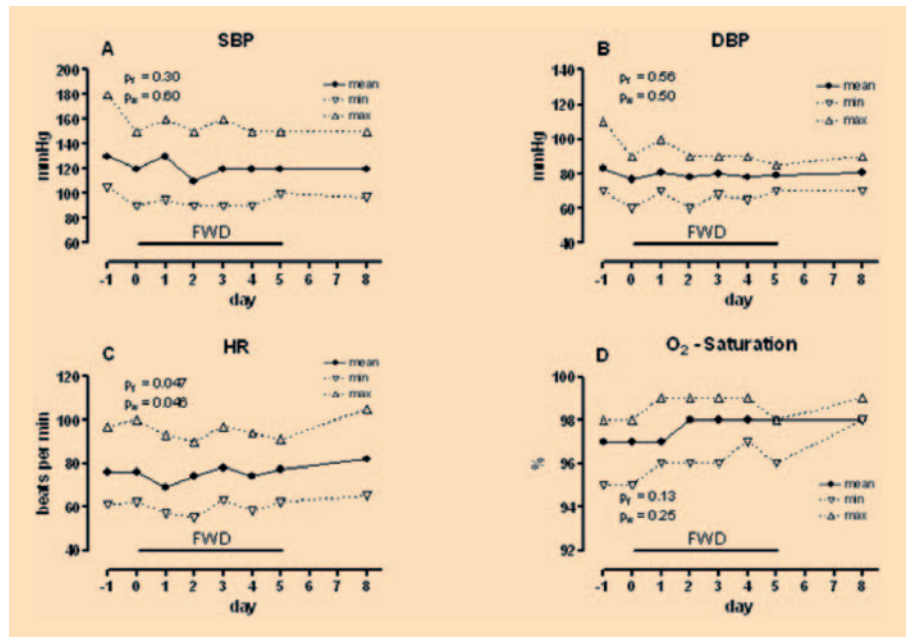 A
SBP
200
180
160
140
120
100
80
60
mmHg
pf = 0.30
pw = 0.60
mean
min
max
FWD
-1 0 1 2 3 4 5 6 7 8
day
B
DBP
140
120
100
80
60
40
mmHg
pf = 0.56
pw = 0.50
mean
min
max
FWD
-1 0 1 2 3 4 5 6 7 8
day
C
HR
120
100
80
60
40
beats per min
pf = 0.047
pw = 0.046
mean
min
max
FWD
-1 0 1 2 3 4 5 6 7 8
day
D
O₂ - Saturation
100
98
96
94
92
%
pf = 0.13
pw = 0.25
mean
min
max
FWD
-1 0 1 2 3 4 5 6 7 8
day